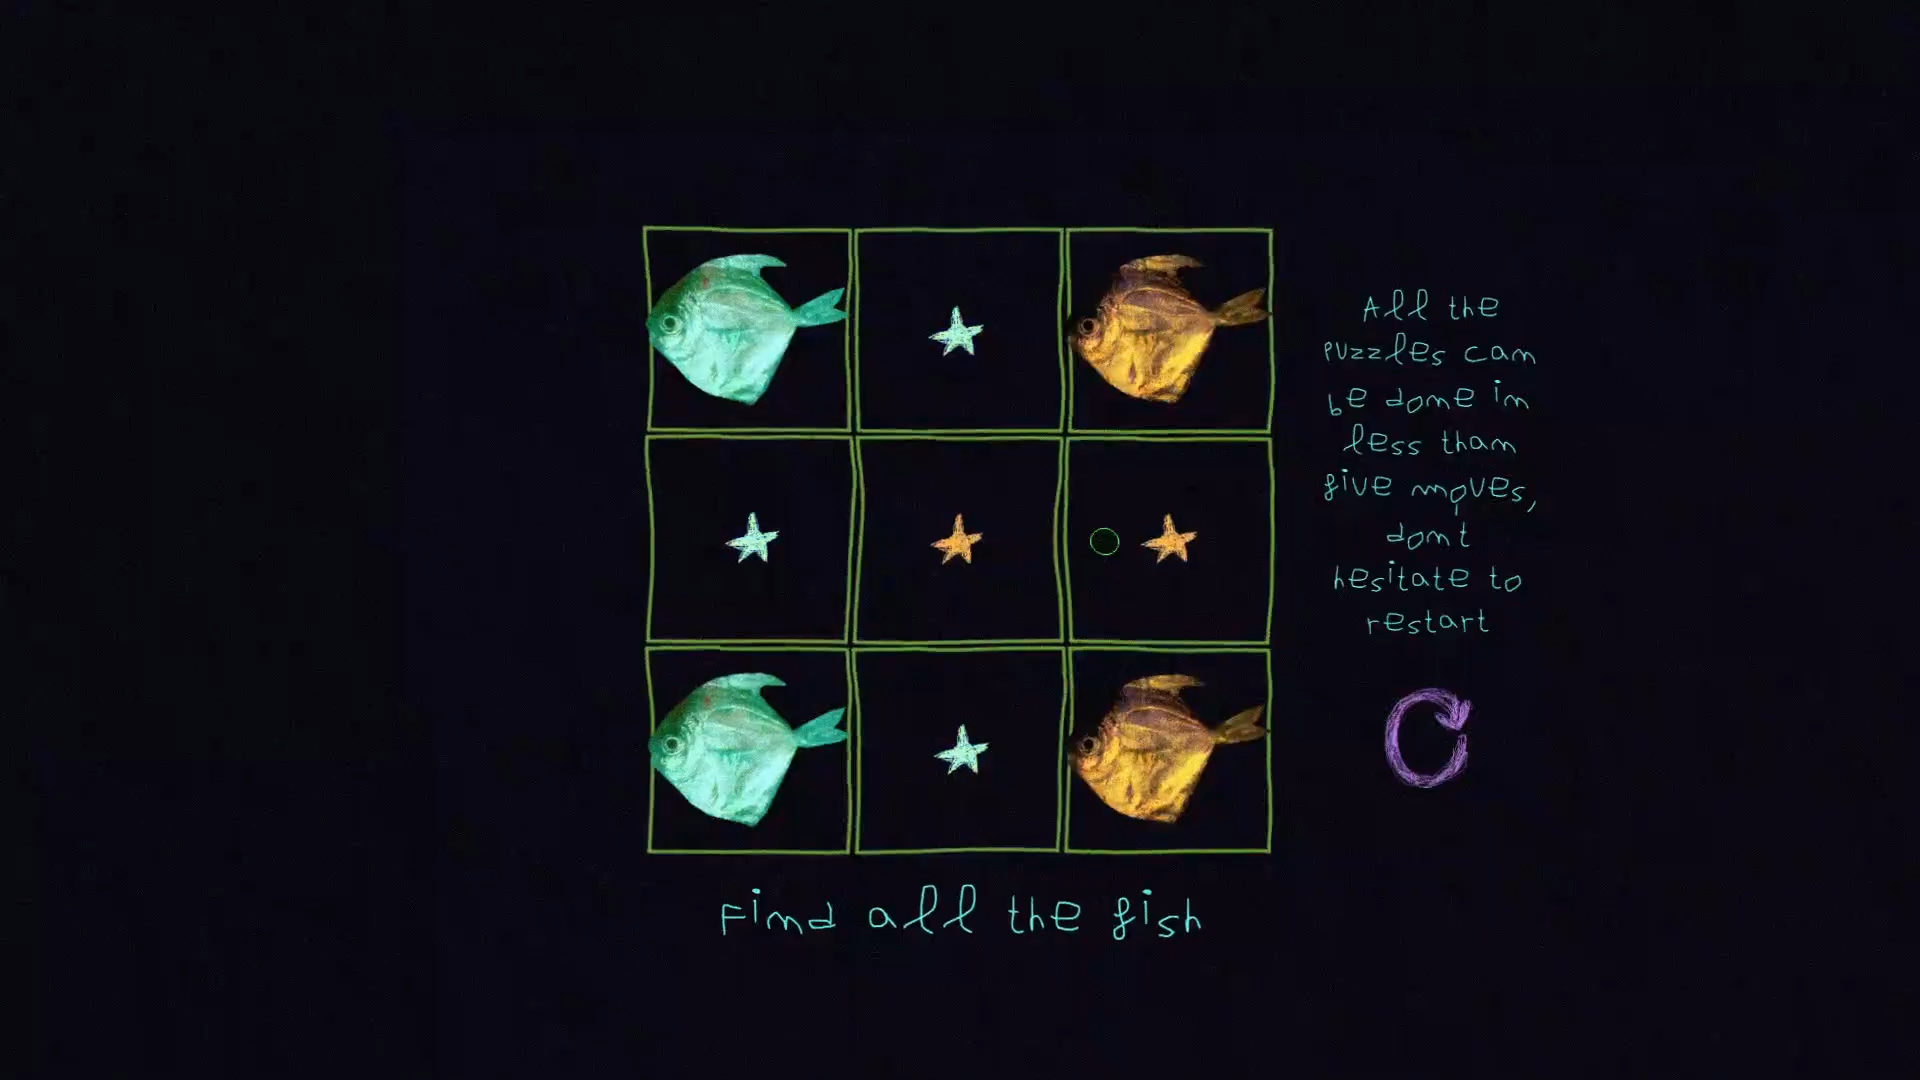 All the
puzzles can
be done in
less than
five moves,
dont
hesitate to
restart
Find all the fish